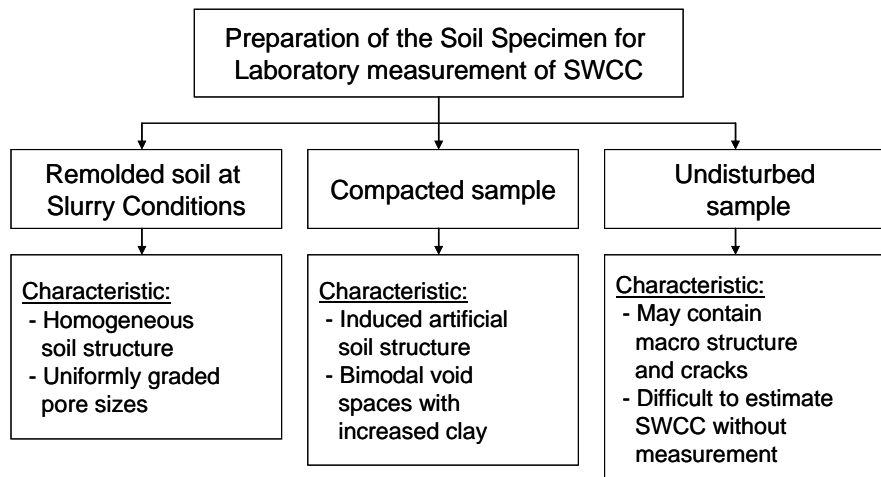 Preparation of the Soil Specimen for
Laboratory measurement of SWCC
Remolded soil at
Slurry Conditions
Compacted sample
Undisturbed
sample
Characteristic:
- Homogeneous
soil structure
- Uniformly graded
pore sizes
Characteristic:
- Induced artificial
soil structure
- Bimodal void
spaces with
increased clay
Characteristic:
- May contain
macro structure
and cracks
- Difficult to estimate
SWCC without
measurement